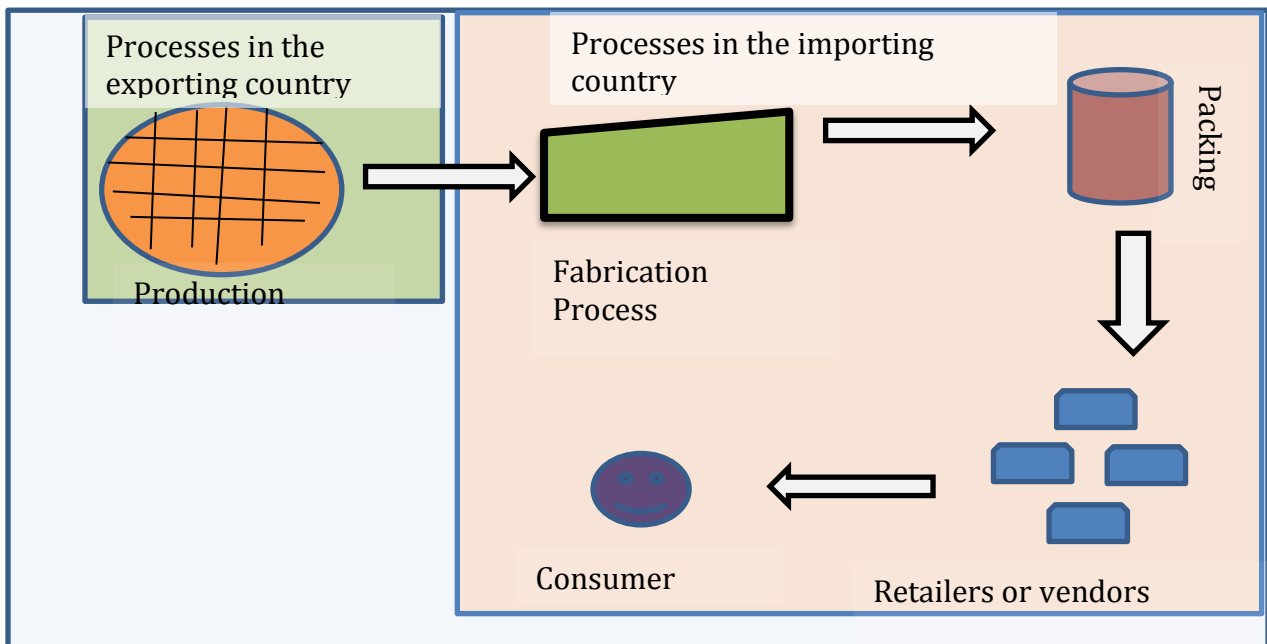 Processes in the
exporting country
Processes in the importing
country
Packing
Production
Fabrication
Process
Consumer
Retailers or vendors